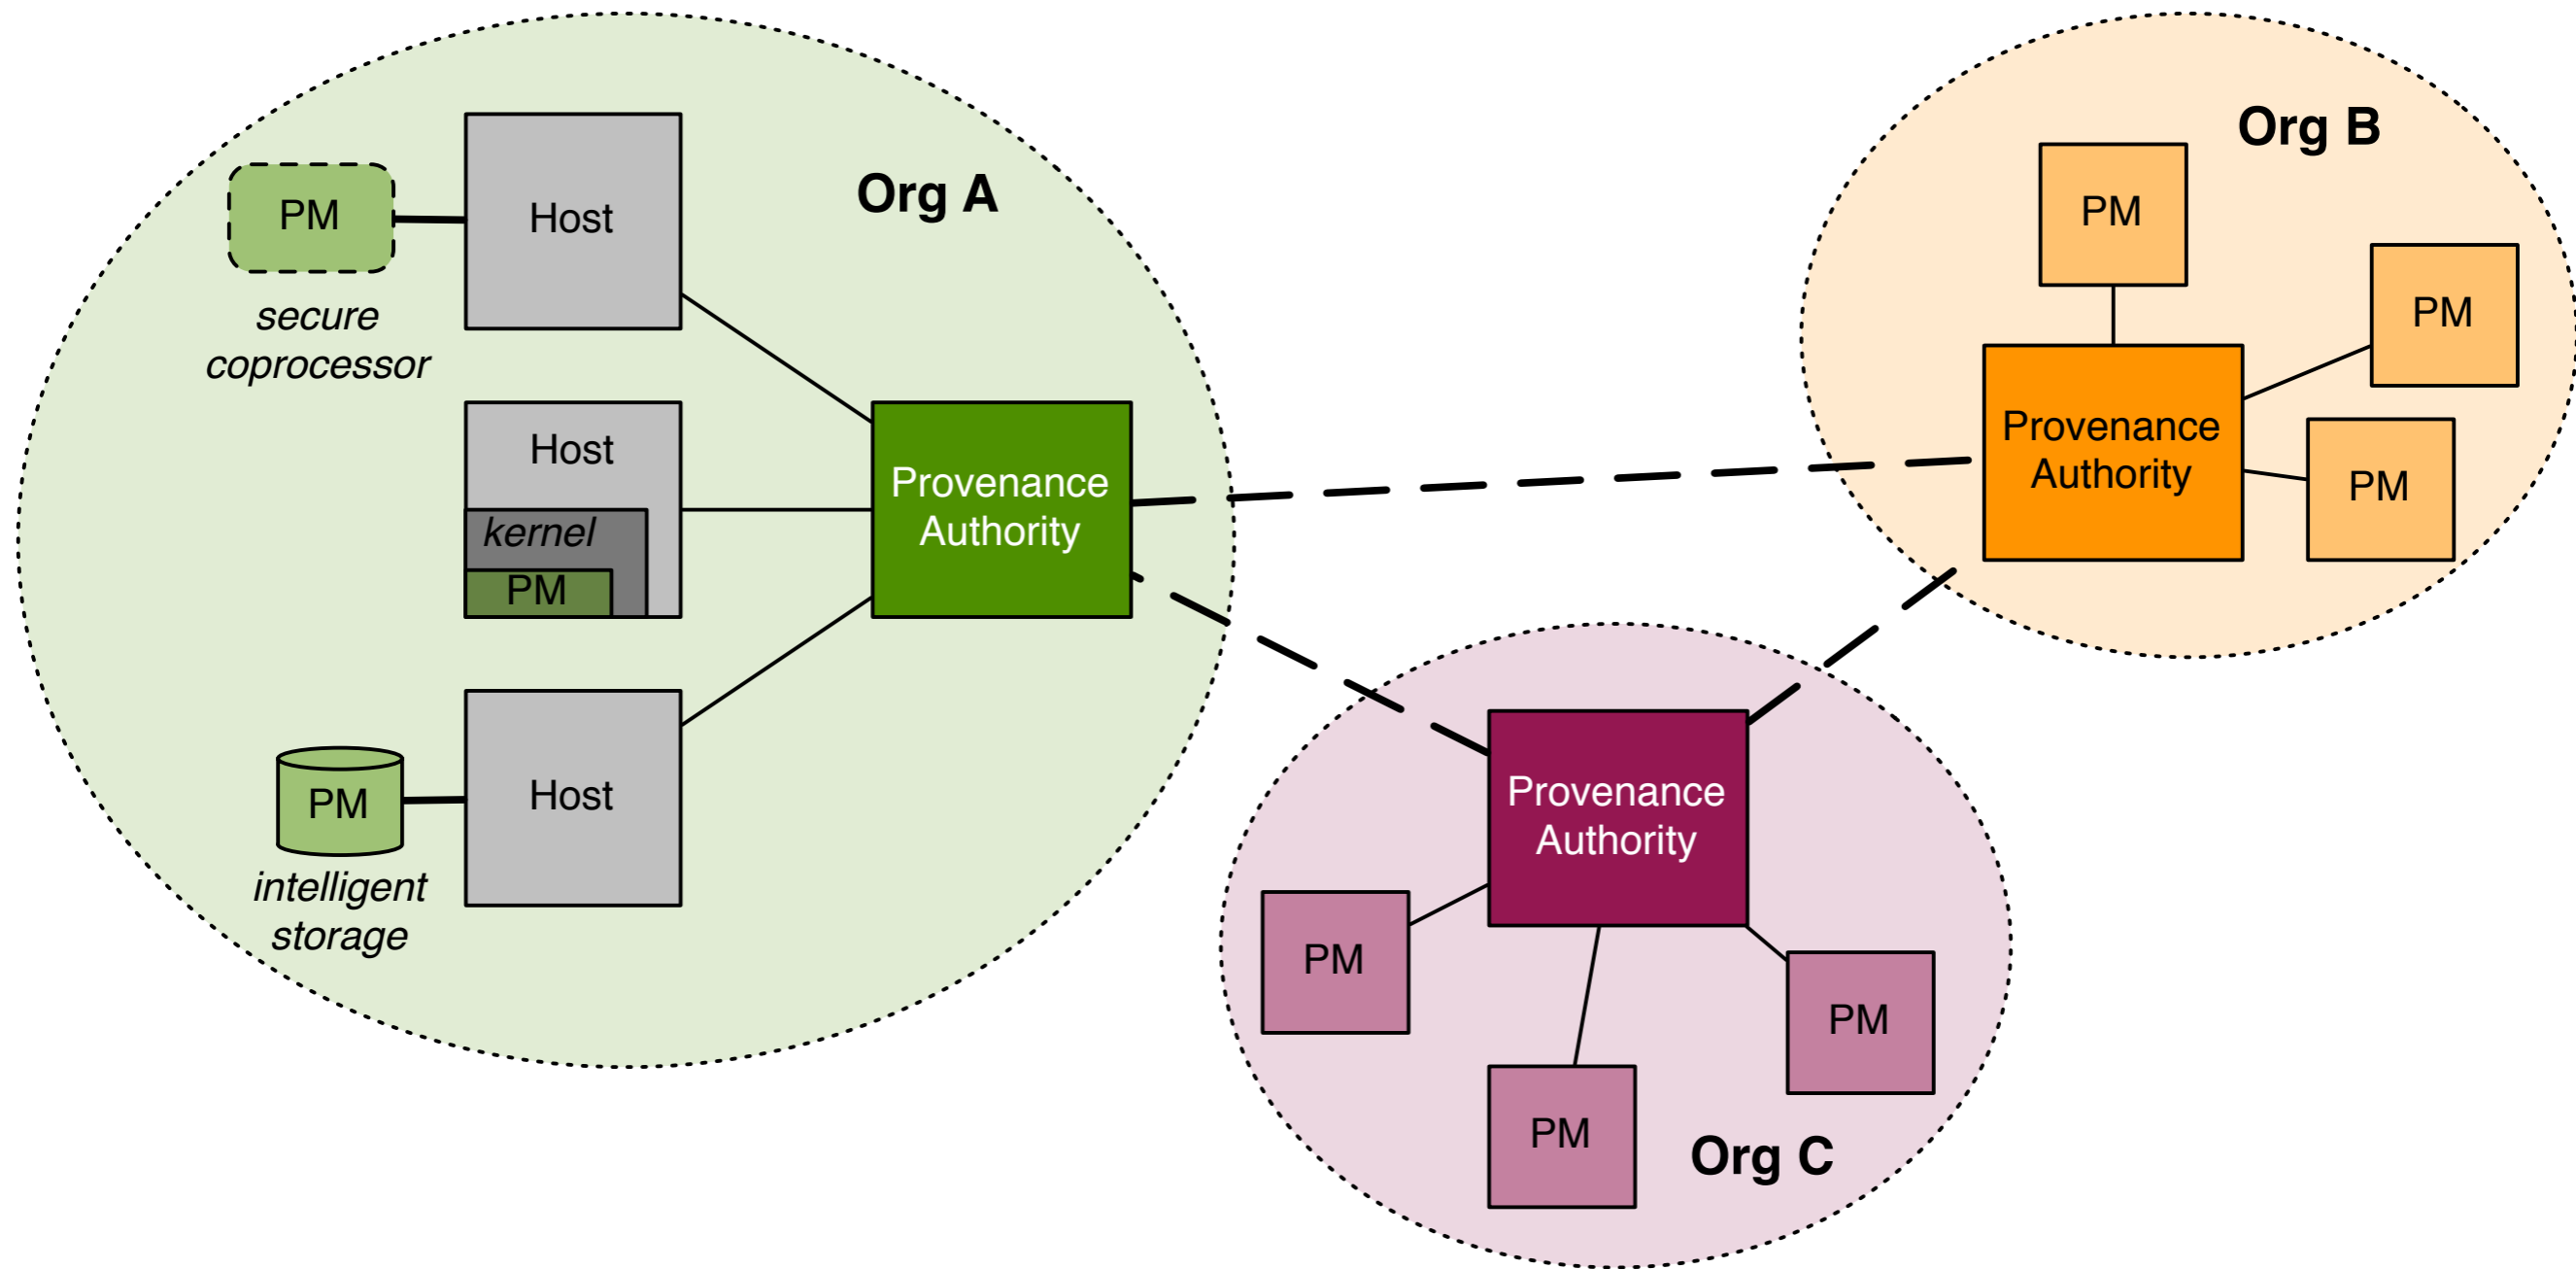 Org A
PM
Host
secure
coprocessor
Host
kernel
PM
Provenance
Authority
PM
Host
intelligent
storage
Org B
PM
PM
Provenance
Authority
PM
Provenance
Authority
PM
PM
PM
Org C